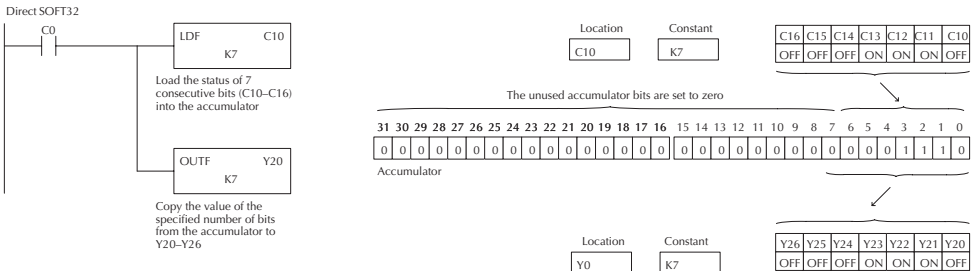 Direct SOFT32
C0
LDF C10
K7
Load the status of 7
consecutive bits (C10–C16)
into the accumulator
OUTF Y20
K7
Copy the value of the
specified number of bits
from the accumulator to
Y20–Y26
Location Constant
C10 K7
C16 C15 C14 C13 C12 C11 C10
OFF OFF OFF ON ON ON OFF
The unused accumulator bits are set to zero
31 30 29 28 27 26 25 24 23 22 21 20 19 18 17 16 15 14 13 12 11 10 9 8 7 6 5 4 3 2 1 0
0 0 0 0 0 0 0 0 0 0 0 0 0 0 0 0 0 0 0 0 0 0 0 0 0 0 0 0 1 1 1 0
Accumulator
Location Constant
Y0 K7
Y26 Y25 Y24 Y23 Y22 Y21 Y20
OFF OFF OFF ON ON ON OFF